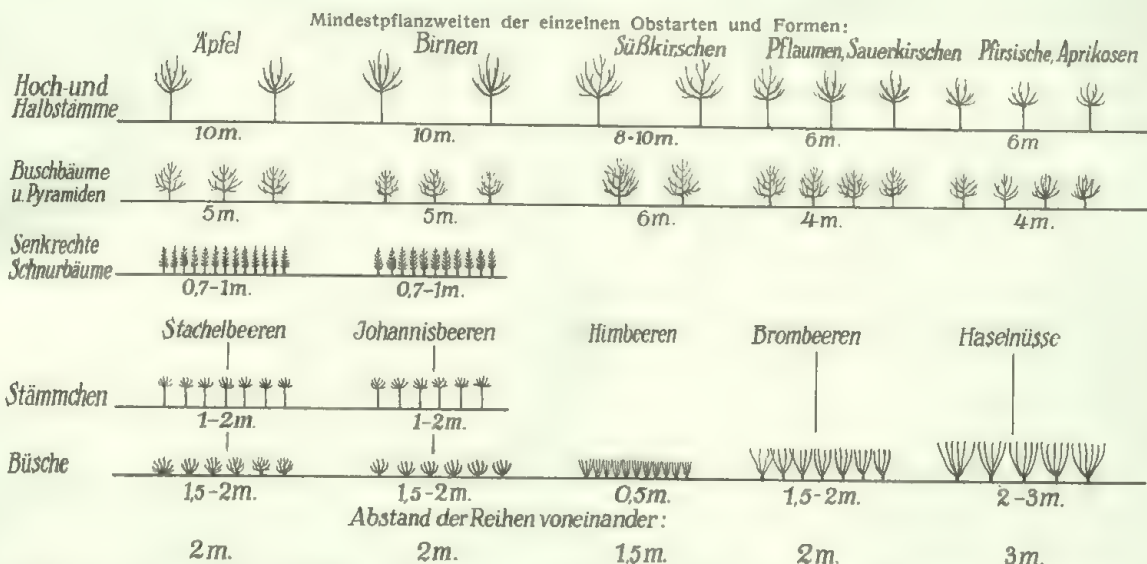 Mindestpflanzweiten der einzelnen Obstarten und Formen:
Äpfel Birnen Süßkirschen Pflaumen, Sauerkirschen Pfirsiche, Aprikosen
Hoch- und
Halbstämme
10m. 10m. 8-10m. 6m. 6m
Buschbäume
u. Pyramiden
5m. 5m. 6m. 4m. 4m.
Senkrechte
Schnurbäume
0,7-1m. 0,7-1m.
Stachelbeeren Johannisbeeren Himbeeren Brombeeren Haselnüsse
Stämmchen
1-2m. 1-2m.
Büsche
1,5-2m. 1,5-2m. 0,5m. 1,5-2m. 2-3m.
Abstand der Reihen voneinander:
2m. 2m. 1,5m. 2m. 3m.